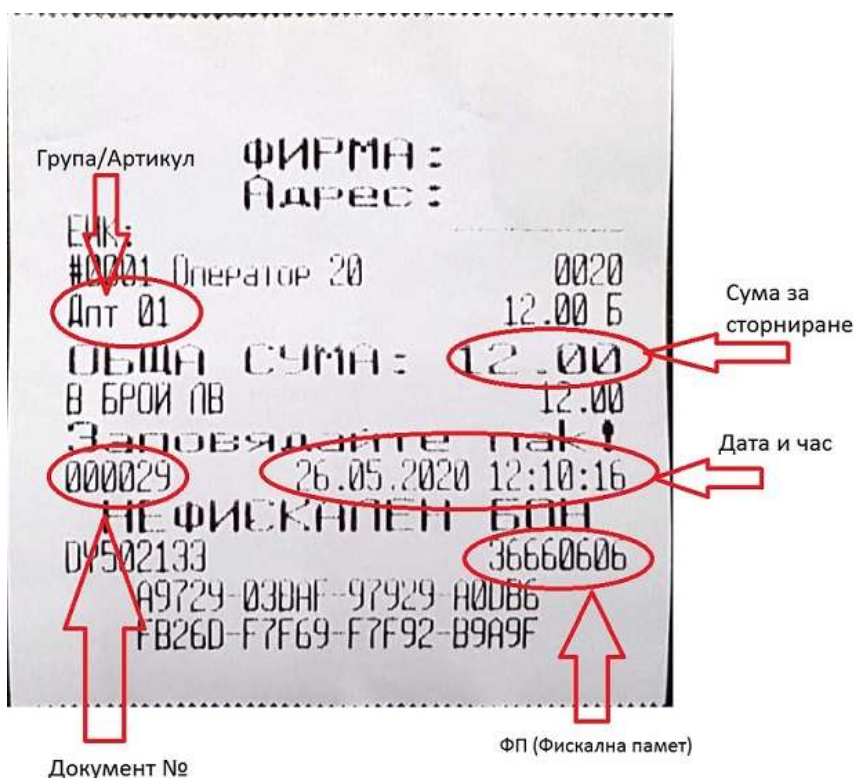 Група/Артикул
ФИРМА:
Адрес:
ЕИК:
#0001 Оператор 20 0020
Дпт 01 12.00 Б
Сума за
сторниране
ОБЩА СУМА: 12.00
В БРОЙ ЛВ 12.00
Заповядайте пак!
Дата и час
000029 26.05.2020 12:10:16
НЕФИСКАЛЕН БОН
DY502133 36660606
A9729-03DAF-97929-A0DB6
FB26D-F7F69-F7F92-B9A9F
ФП (Фискална памет)
Документ №